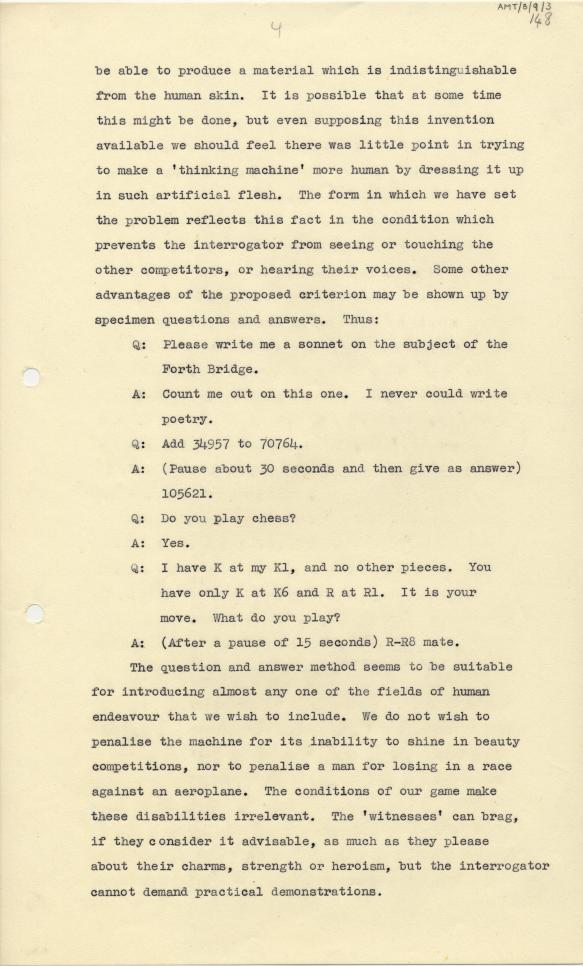 AMT/B/9/3
148
4
be able to produce a material which is indistinguishable
from the human skin. It is possible that at some time
this might be done, but even supposing this invention
available we should feel there was little point in trying
to make a 'thinking machine' more human by dressing it up
in such artificial flesh. The form in which we have set
the problem reflects this fact in the condition which
prevents the interrogator from seeing or touching the
other competitors, or hearing their voices. Some other
advantages of the proposed criterion may be shown up by
specimen questions and answers. Thus:
Q: Please write me a sonnet on the subject of the
Forth Bridge.
A: Count me out on this one. I never could write
poetry.
Q: Add 34957 to 70764.
A: (Pause about 30 seconds and then give as answer)
105621.
Q: Do you play chess?
A: Yes.
Q: I have K at my K1, and no other pieces. You
have only K at K6 and R at R1. It is your
move. What do you play?
A: (After a pause of 15 seconds) R-R8 mate.
The question and answer method seems to be suitable
for introducing almost any one of the fields of human
endeavour that we wish to include. We do not wish to
penalise the machine for its inability to shine in beauty
competitions, nor to penalise a man for losing in a race
against an aeroplane. The conditions of our game make
these disabilities irrelevant. The 'witnesses' can brag,
if they consider it advisable, as much as they please
about their charms, strength or heroism, but the interrogator
cannot demand practical demonstrations.